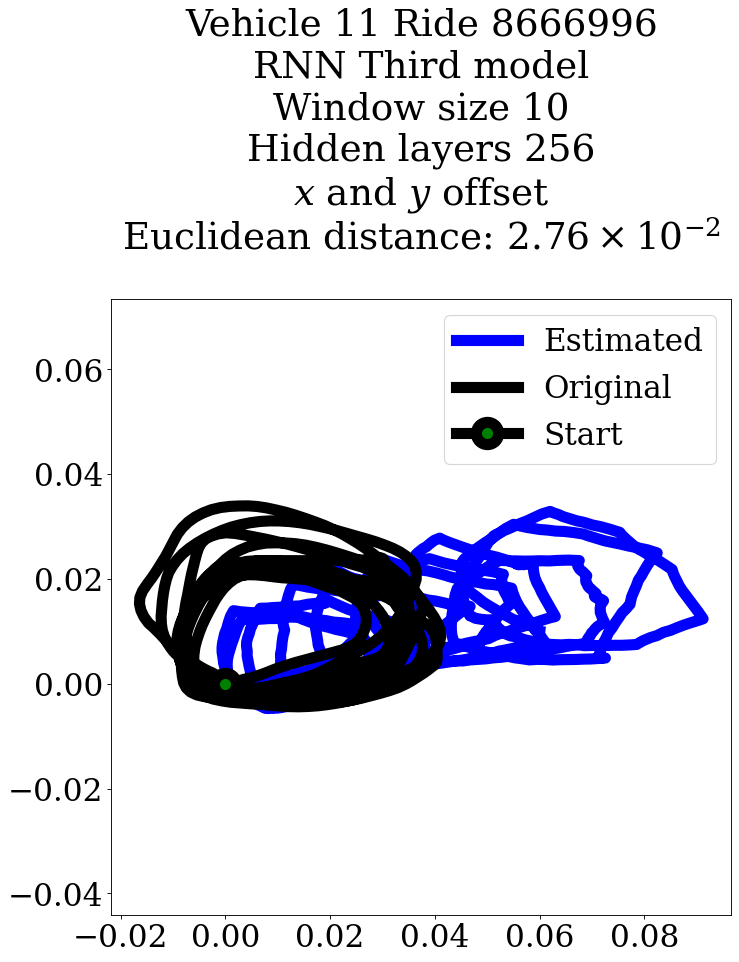 Vehicle 11 Ride 8666996
RNN Third model
Window size 10
Hidden layers 256
x and y offset
Euclidean distance: 2.76 × 10⁻²
Estimated
Original
Start
0.06
0.04
0.02
0.00
−0.02
−0.04
−0.02 0.00 0.02 0.04 0.06 0.08